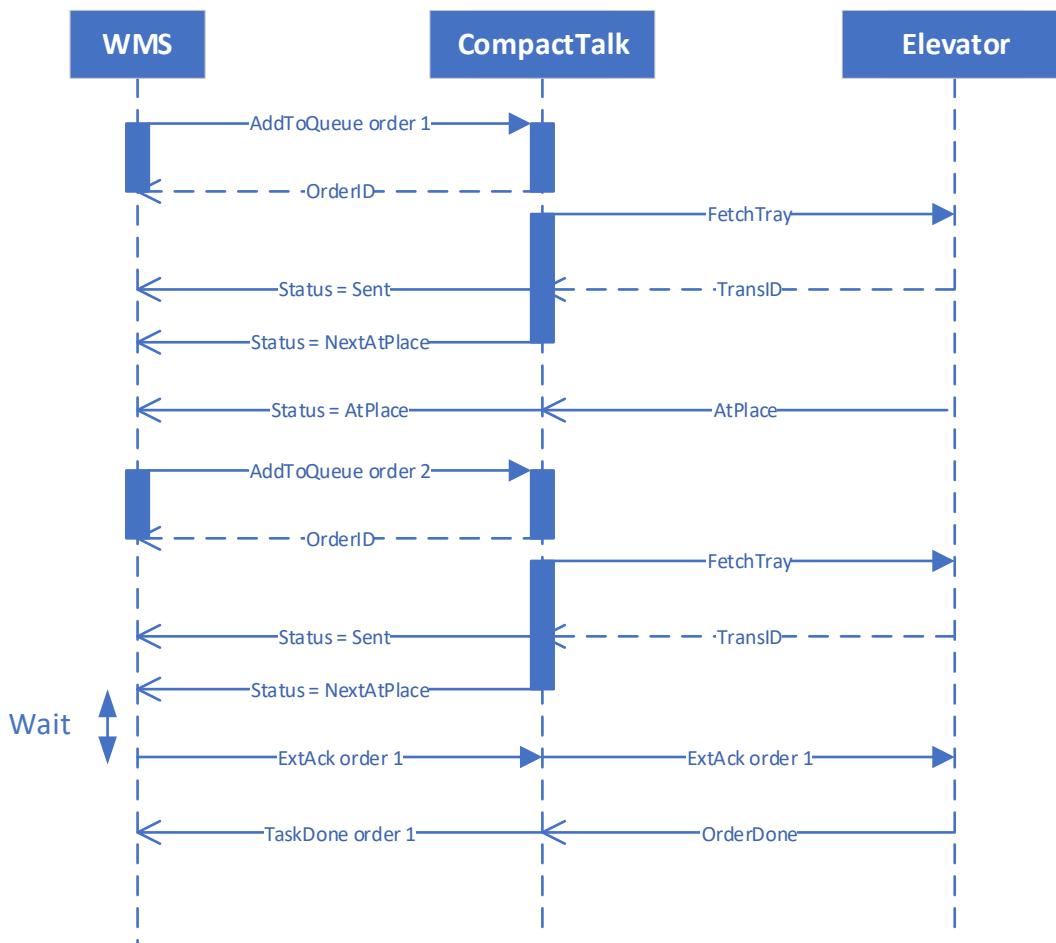 WMS
CompactTalk
Elevator
AddToQueue order 1
OrderID
FetchTray
Status = Sent
TransID
Status = NextAtPlace
Status = AtPlace
AtPlace
AddToQueue order 2
OrderID
FetchTray
Status = Sent
TransID
Status = NextAtPlace
Wait
ExtAck order 1
ExtAck order 1
TaskDone order 1
OrderDone